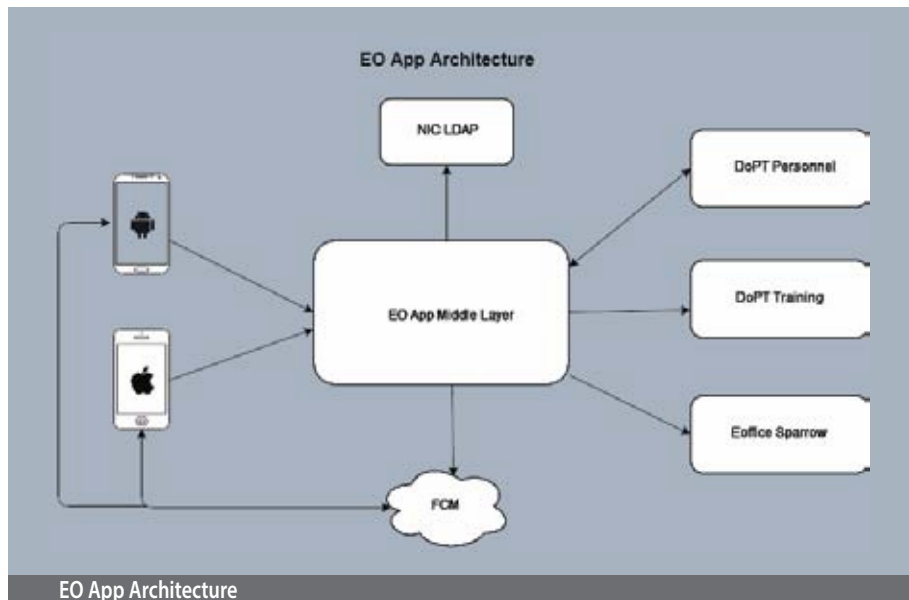 EO App Architecture
NIC LDAP
DoPT Personnel
EO App Middle Layer
DoPT Training
Eoffice Sparrow
FCM
EO App Architecture